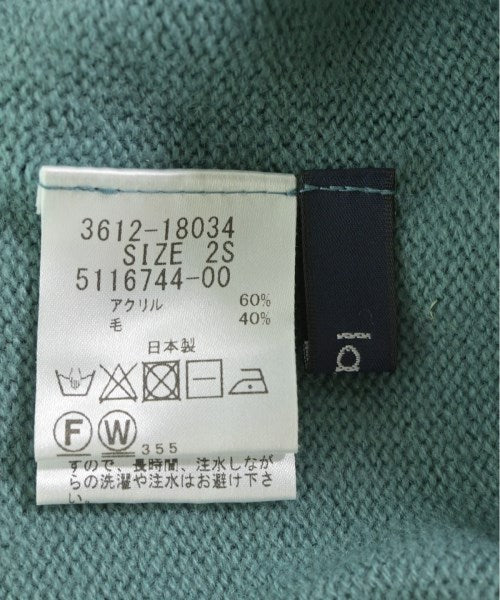 3612-18034
SIZE 2S
5116744-00
アクリル 60%
毛 40%
日本製
F W 355
すので、長時間、注水しなが
らの洗濯や注水はお避け下さ
い。